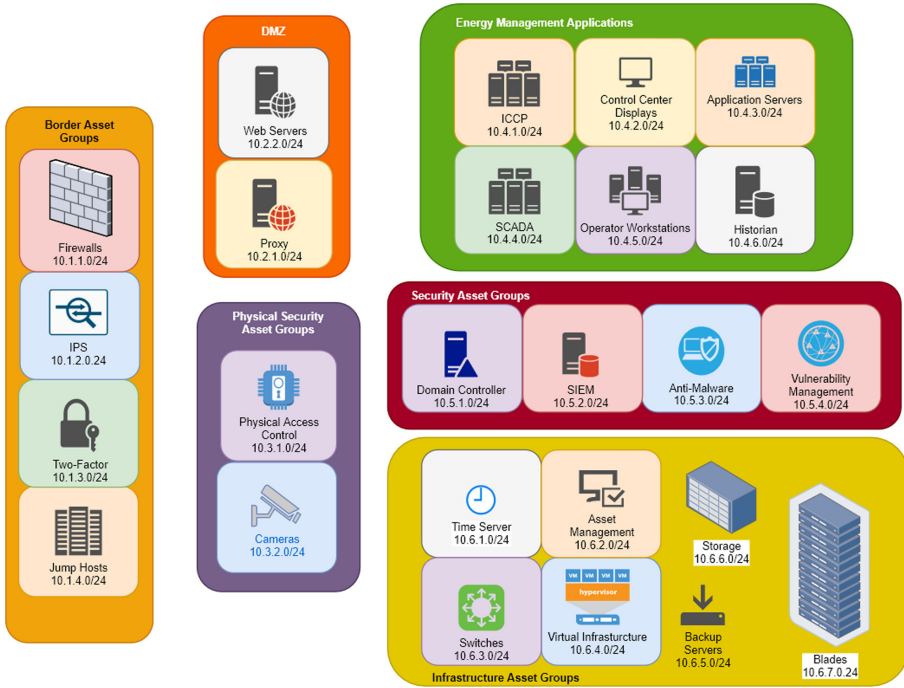 Border Asset
Groups
Firewalls
10.1.1.0/24
IPS
10.1.2.0.24
Two-Factor
10.1.3.0/24
Jump Hosts
10.1.4.0/24
DMZ
Web Servers
10.2.2.0/24
Proxy
10.2.1.0/24
Physical Security
Asset Groups
Physical Access
Control
10.3.1.0/24
Cameras
10.3.2.0/24
Energy Management Applications
ICCP
10.4.1.0/24
Control Center
Displays
10.4.2.0/24
Application Servers
10.4.3.0/24
SCADA
10.4.4.0/24
Operator Workstations
10.4.5.0/24
Historian
10.4.6.0/24
Security Asset Groups
Domain Controller
10.5.1.0/24
SIEM
10.5.2.0/24
Anti-Malware
10.5.3.0/24
Vulnerability
Management
10.5.4.0/24
Time Server
10.6.1.0/24
Asset
Management
10.6.2.0/24
Storage
10.6.6.0/24
Switches
10.6.3.0/24
VM VM VM VM
hypervisor
Virtual Infrasturcture
10.6.4.0/24
Backup
Servers
10.6.5.0/24
Blades
10.6.7.0.24
Infrastructure Asset Groups